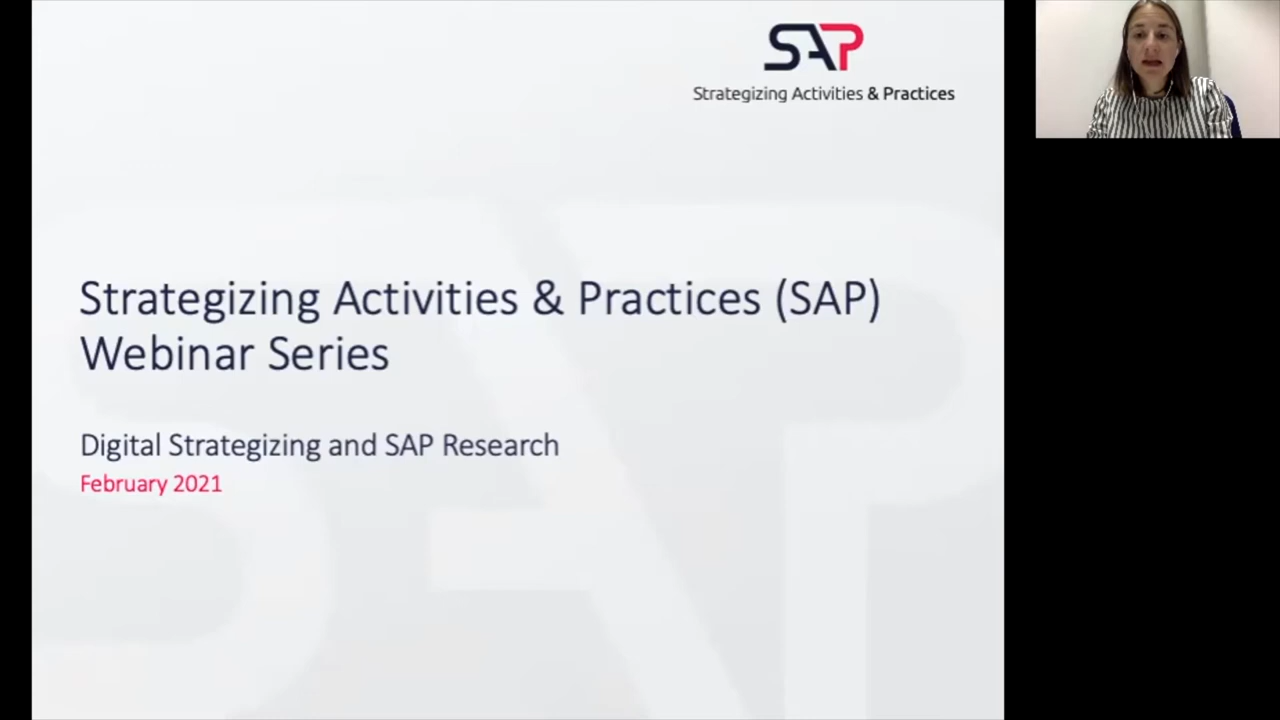 SAP
Strategizing Activities & Practices
Strategizing Activities & Practices (SAP)
Webinar Series
Digital Strategizing and SAP Research
February 2021